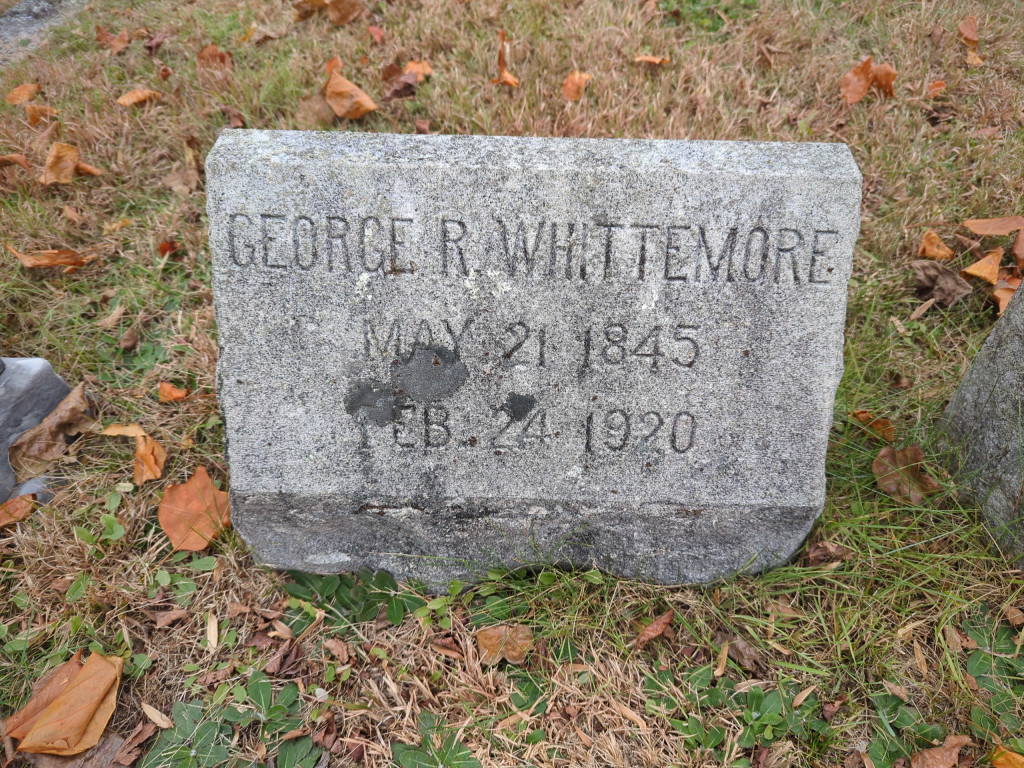 GEORGE R. WHITTEMORE
MAY 21 1845
FEB. 24 1920